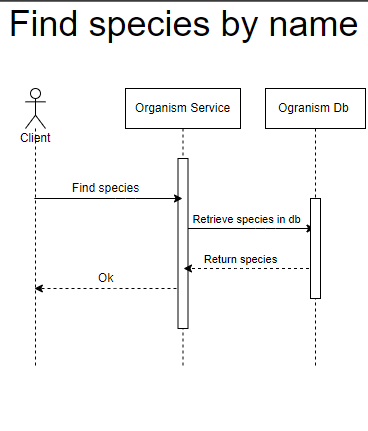 Find species by name
Organism Service
Ogranism Db
Client
Find species
Retrieve species in db
Return species
Ok